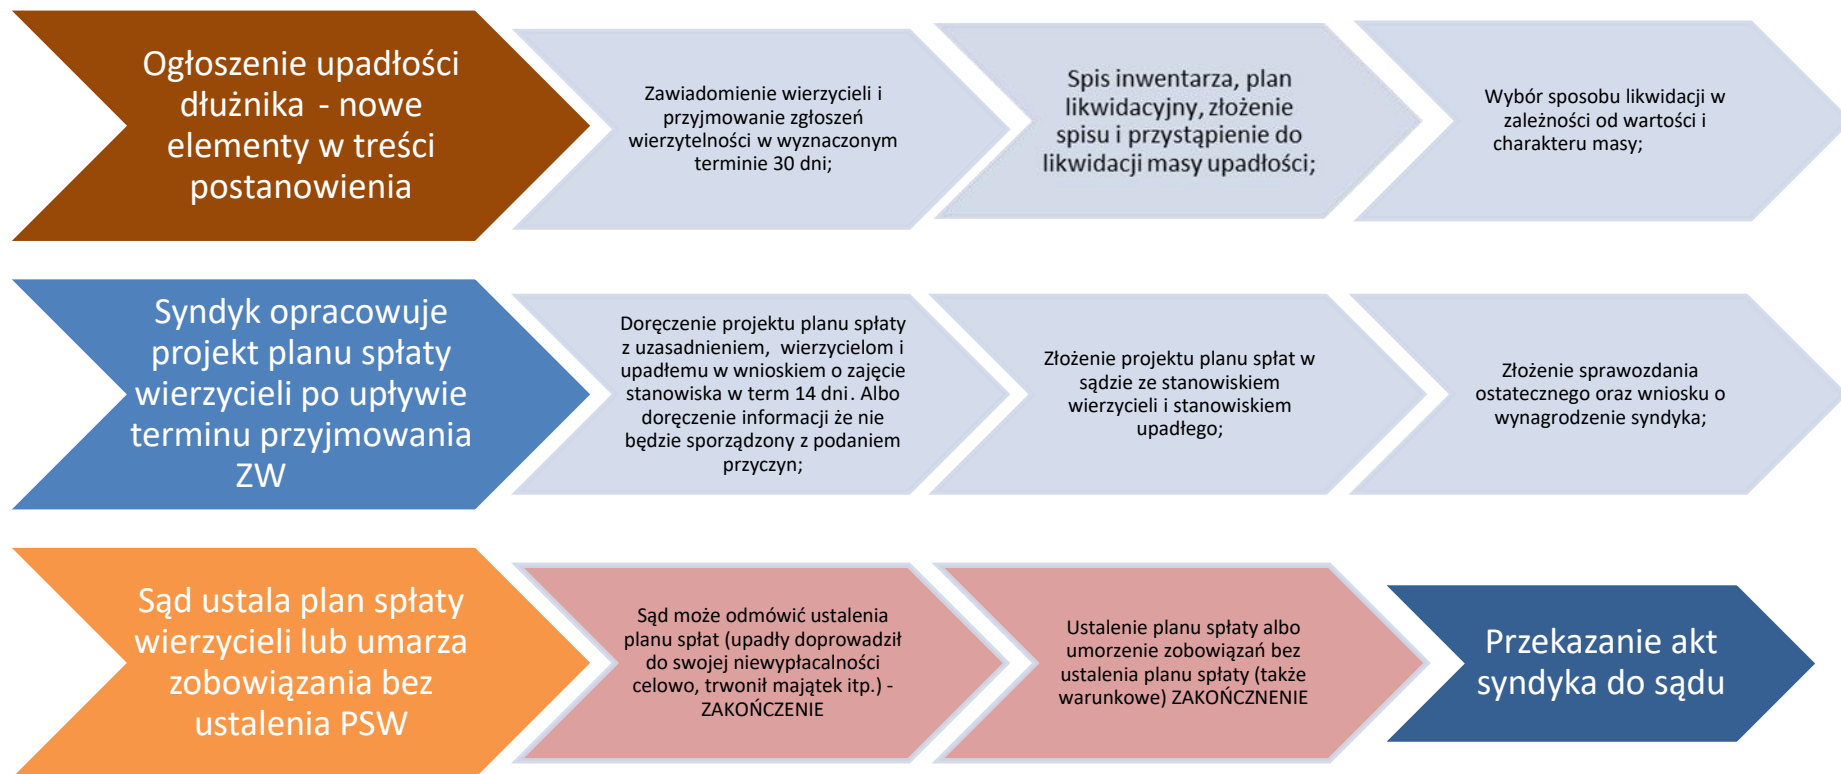 Ogłoszenie upadłości
dłużnika - nowe
elementy w treści
postanowienia
Zawiadomienie wierzycieli i
przyjmowanie zgłoszeń
wierzytelności w wyznaczonym
terminie 30 dni;
Spis inwentarza, plan
likwidacyjny, złożenie
spisu i przystąpienie do
likwidacji masy upadłości;
Wybór sposobu likwidacji w
zależności od wartości i
charakteru masy;
Syndyk opracowuje
projekt planu spłaty
wierzycieli po upływie
terminu przyjmowania
ZW
Doręczenie projektu planu spłaty
z uzasadnieniem, wierzycielom i
upadłemu w wnioskiem o zajęcie
stanowiska w term 14 dni. Albo
doręczenie informacji że nie
będzie sporządzony z podaniem
przyczyn;
Złożenie projektu planu spłat w
sądzie ze stanowiskiem
wierzycieli i stanowiskiem
upadłego;
Złożenie sprawozdania
ostatecznego oraz wniosku o
wynagrodzenie syndyka;
Sąd ustala plan spłaty
wierzycieli lub umarza
zobowiązania bez
ustalenia PSW
Sąd może odmówić ustalenia
planu spłat (upadły doprowadził
do swojej niewypłacalności
celowo, trwonił majątek itp.) -
ZAKOŃCZENIE
Ustalenie planu spłaty albo
umorzenie zobowiązań bez
ustalenia planu spłaty (także
warunkowe) ZAKOŃCZNENIE
Przekazanie akt
syndyka do sądu